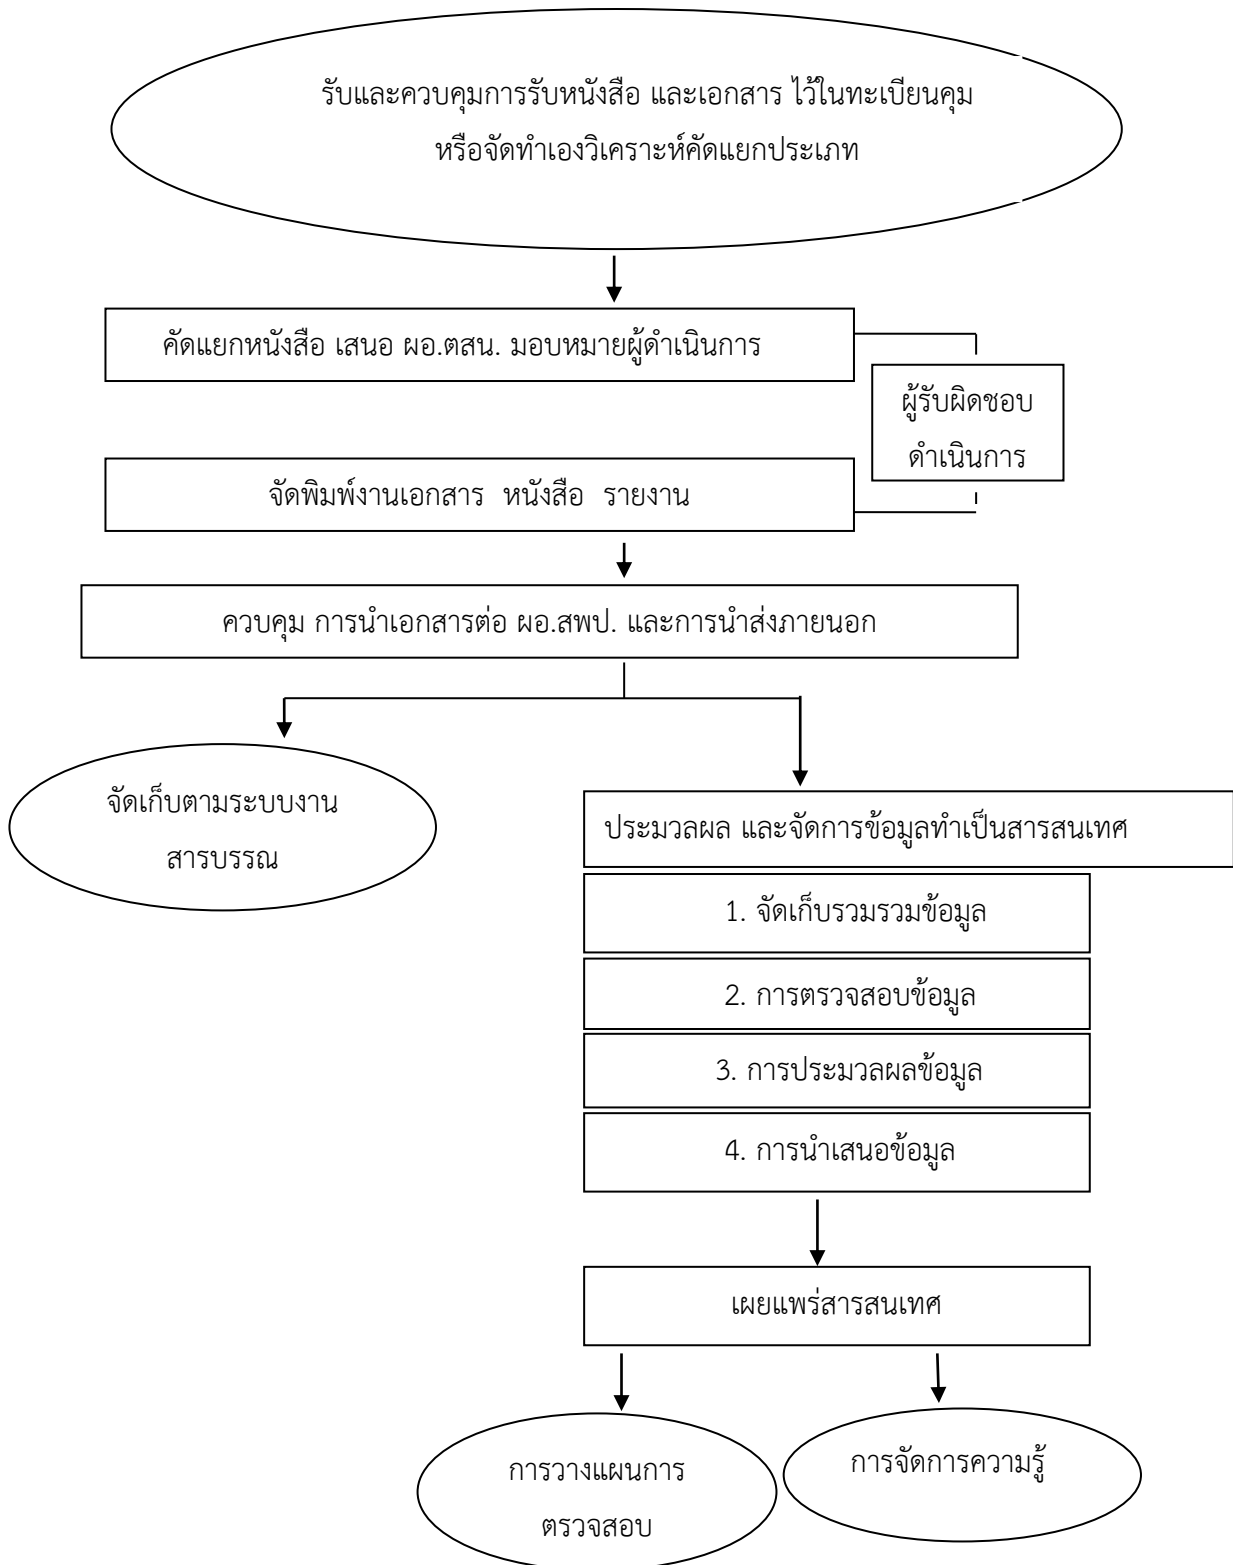 รับและควบคุมการรับหนังสือ และเอกสาร ไว้ในทะเบียนคุม
หรือจัดทำเองวิเคราะห์คัดแยกประเภท
คัดแยกหนังสือ เสนอ ผอ.ตสน. มอบหมายผู้ดำเนินการ
ผู้รับผิดชอบ
ดำเนินการ
จัดพิมพ์งานเอกสาร หนังสือ รายงาน
ควบคุม การนำเอกสารต่อ ผอ.สพป. และการนำส่งภายนอก
จัดเก็บตามระบบงาน
สารบรรณ
ประมวลผล และจัดการข้อมูลทำเป็นสารสนเทศ
1. จัดเก็บรวมรวมข้อมูล
2. การตรวจสอบข้อมูล
3. การประมวลผลข้อมูล
4. การนำเสนอข้อมูล
เผยแพร่สารสนเทศ
การวางแผนการ
ตรวจสอบ
การจัดการความรู้